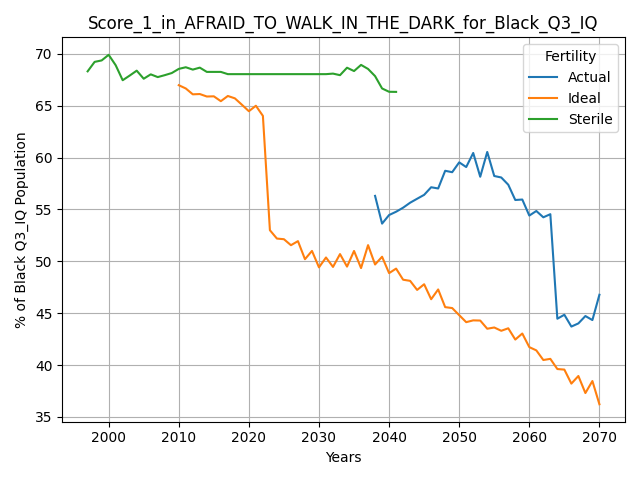 Score_1_in_AFRAID_TO_WALK_IN_THE_DARK_for_Black_Q3_IQ
Fertility
Actual
Ideal
Sterile
% of Black Q3_IQ Population
70
65
60
55
50
45
40
35
2000 2010 2020 2030 2040 2050 2060 2070
Years